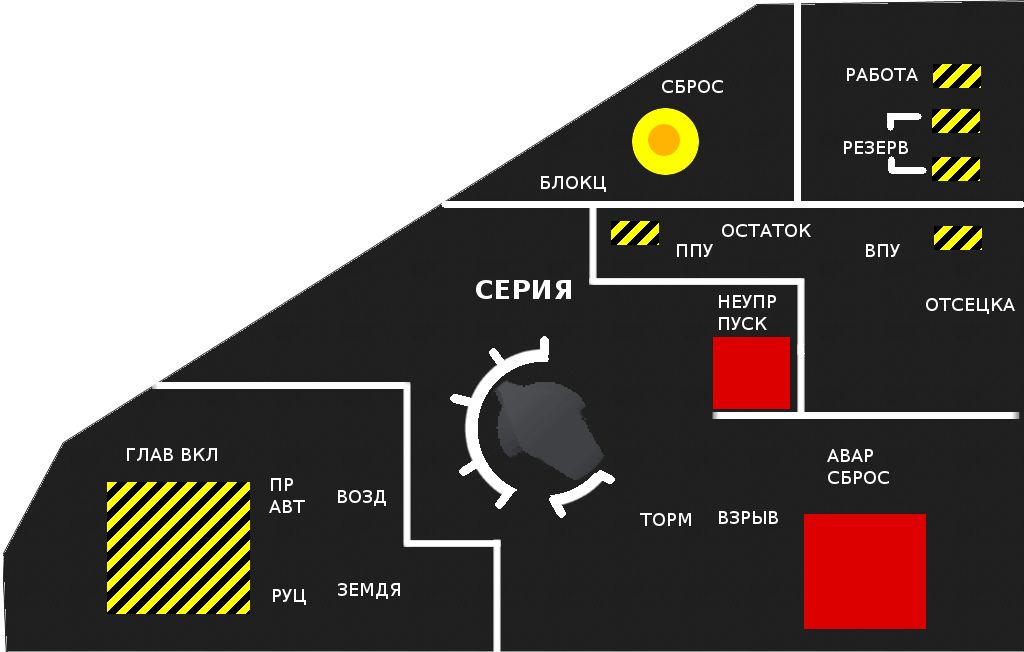 СБРОС
РАБОТА
РЕЗЕРВ
БЛОКЦ
ОСТАТОК
ППУ
ВПУ
СЕРИЯ
НЕУПР
ПУСК
ОТСЕЦКА
ГЛАВ ВКЛ
ПР
АВТ
ВОЗД
РУЦ
ЗЕМДЯ
ТОРМ
ВЗРЫВ
АВАР
СБРОС